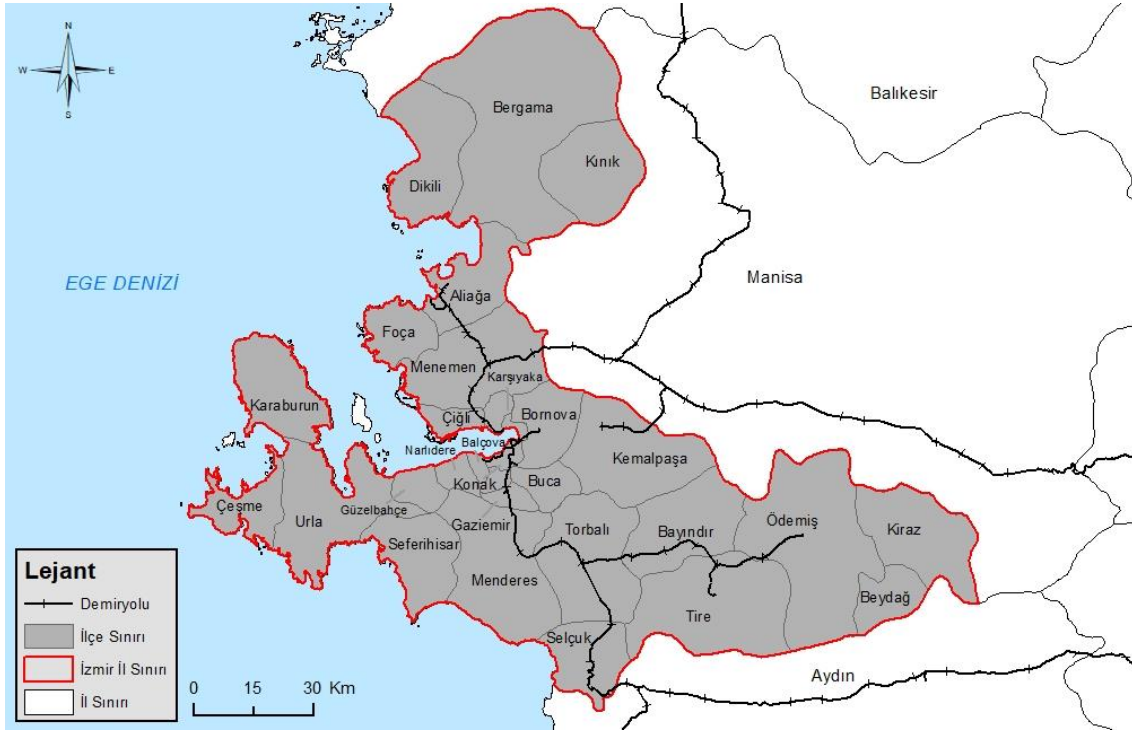 N
W E
S
Balıkesir
Bergama
Kınık
Dikili
Manisa
EGE DENİZİ
Aliağa
Foça
Menemen
Karşıyaka
Karaburun
Çiğli
Bornova
Narlıdere
Balçova
Kemalpaşa
Konak
Buca
Çeşme
Urla
Güzelbahçe
Gaziemir
Torbalı
Bayındır
Ödemiş
Kiraz
Seferihisar
Menderes
Beydağ
Tire
Selçuk
Aydın
Lejant
Demiryolu
İlçe Sınırı
İzmir İl Sınırı
İl Sınırı
0 15 30 Km